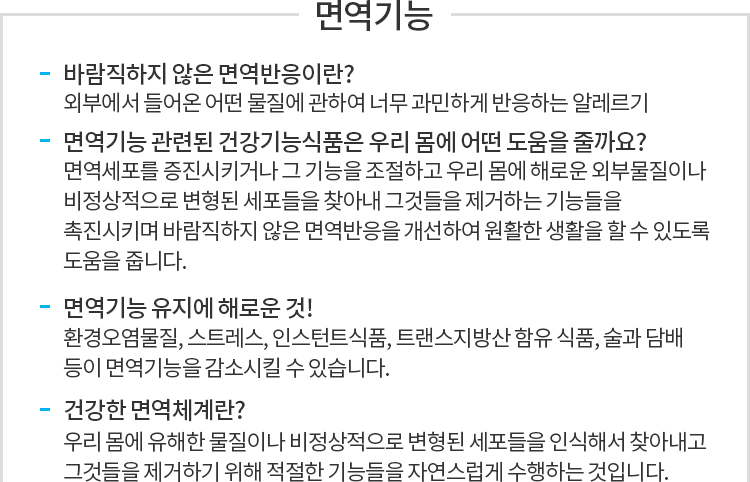 면역기능
- 바람직하지 않은 면역반응이란?
외부에서 들어온 어떤 물질에 관하여 너무 과민하게 반응하는 알레르기
- 면역기능 관련된 건강기능식품은 우리 몸에 어떤 도움을 줄까요?
면역세포를 증진시키거나 그 기능을 조절하고 우리 몸에 해로운 외부물질이나
비정상적으로 변형된 세포들을 찾아내 그것들을 제거하는 기능들을
촉진시키며 바람직하지 않은 면역반응을 개선하여 원활한 생활을 할 수 있도록
도움을 줍니다.
- 면역기능 유지에 해로운 것!
환경오염물질, 스트레스, 인스턴트식품, 트랜스지방산 함유 식품, 술과 담배
등이 면역기능을 감소시킬 수 있습니다.
- 건강한 면역체계란?
우리 몸에 유해한 물질이나 비정상적으로 변형된 세포들을 인식해서 찾아내고
그것들을 제거하기 위해 적절한 기능들을 자연스럽게 수행하는 것입니다.